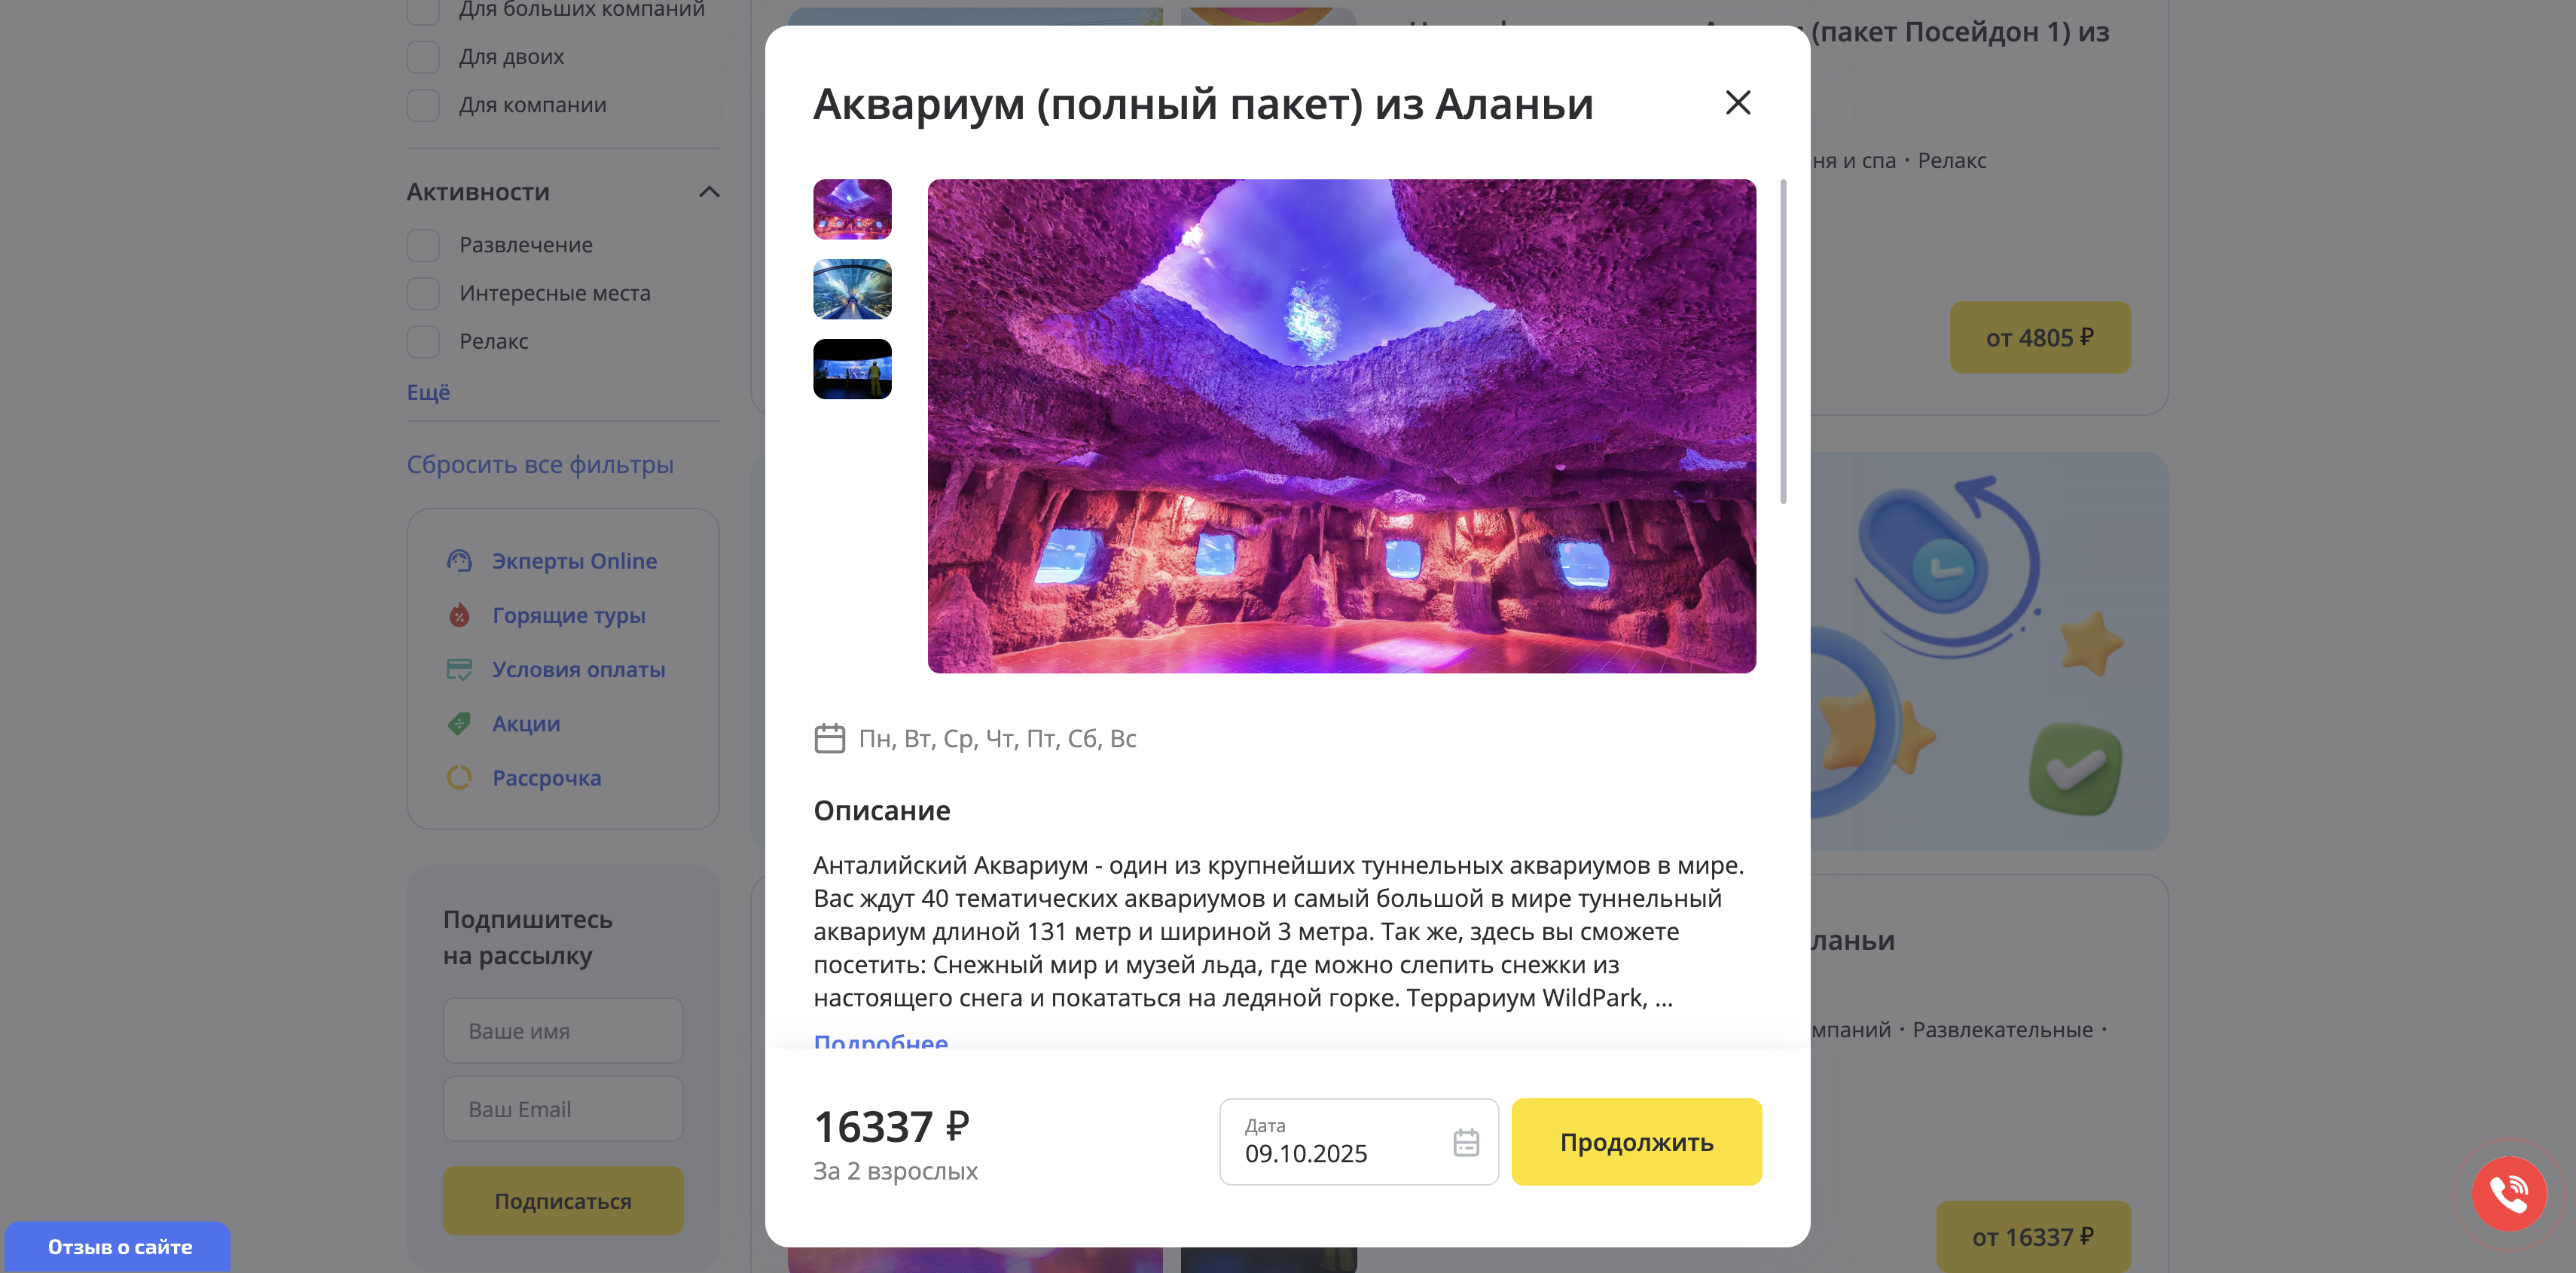 Для больших компаний
Для двоих
Для компании
Активности
Развлечение
Интересные места
Релакс
Ещё
Сбросить все фильтры
Экперты Online
Горящие туры
Условия оплаты
Акции
Рассрочка
Подпишитесь
на рассылку
Ваше имя
Ваш Email
Подписаться
Отзыв о сайте
Аквариум (полный пакет) из Аланьи
Пн, Вт, Ср, Чт, Пт, Сб, Вс
Описание
Анталийский Аквариум - один из крупнейших туннельных аквариумов в мире.
Вас ждут 40 тематических аквариумов и самый большой в мире туннельный
аквариум длиной 131 метр и шириной 3 метра. Так же, здесь вы сможете
посетить: Снежный мир и музей льда, где можно слепить снежки из
настоящего снега и покататься на ледяной горке. Террариум WildPark, ...
Подробнее
16337 ₽
За 2 взрослых
Дата
09.10.2025
Продолжить
(пакет Посейдон 1) из
ня и спа · Релакс
от 4805 ₽
ланьи
мпаний · Развлекательные ·
от 16337 ₽